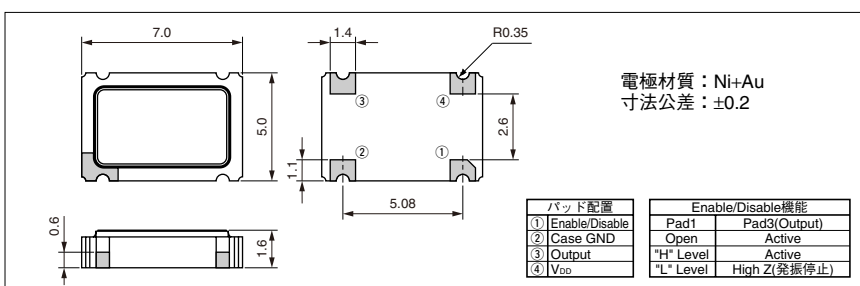 7.0
5.0
0.6
1.6
1.4
R0.35
③
④
②
①
2.6
1.1
5.08
電極材質：Ni+Au
寸法公差：±0.2
パッド配置
① Enable/Disable
② Case GND
③ Output
④ VDD
Enable/Disable機能
Pad1 Pad3(Output)
Open Active
"H" Level Active
"L" Level High Z(発振停止)